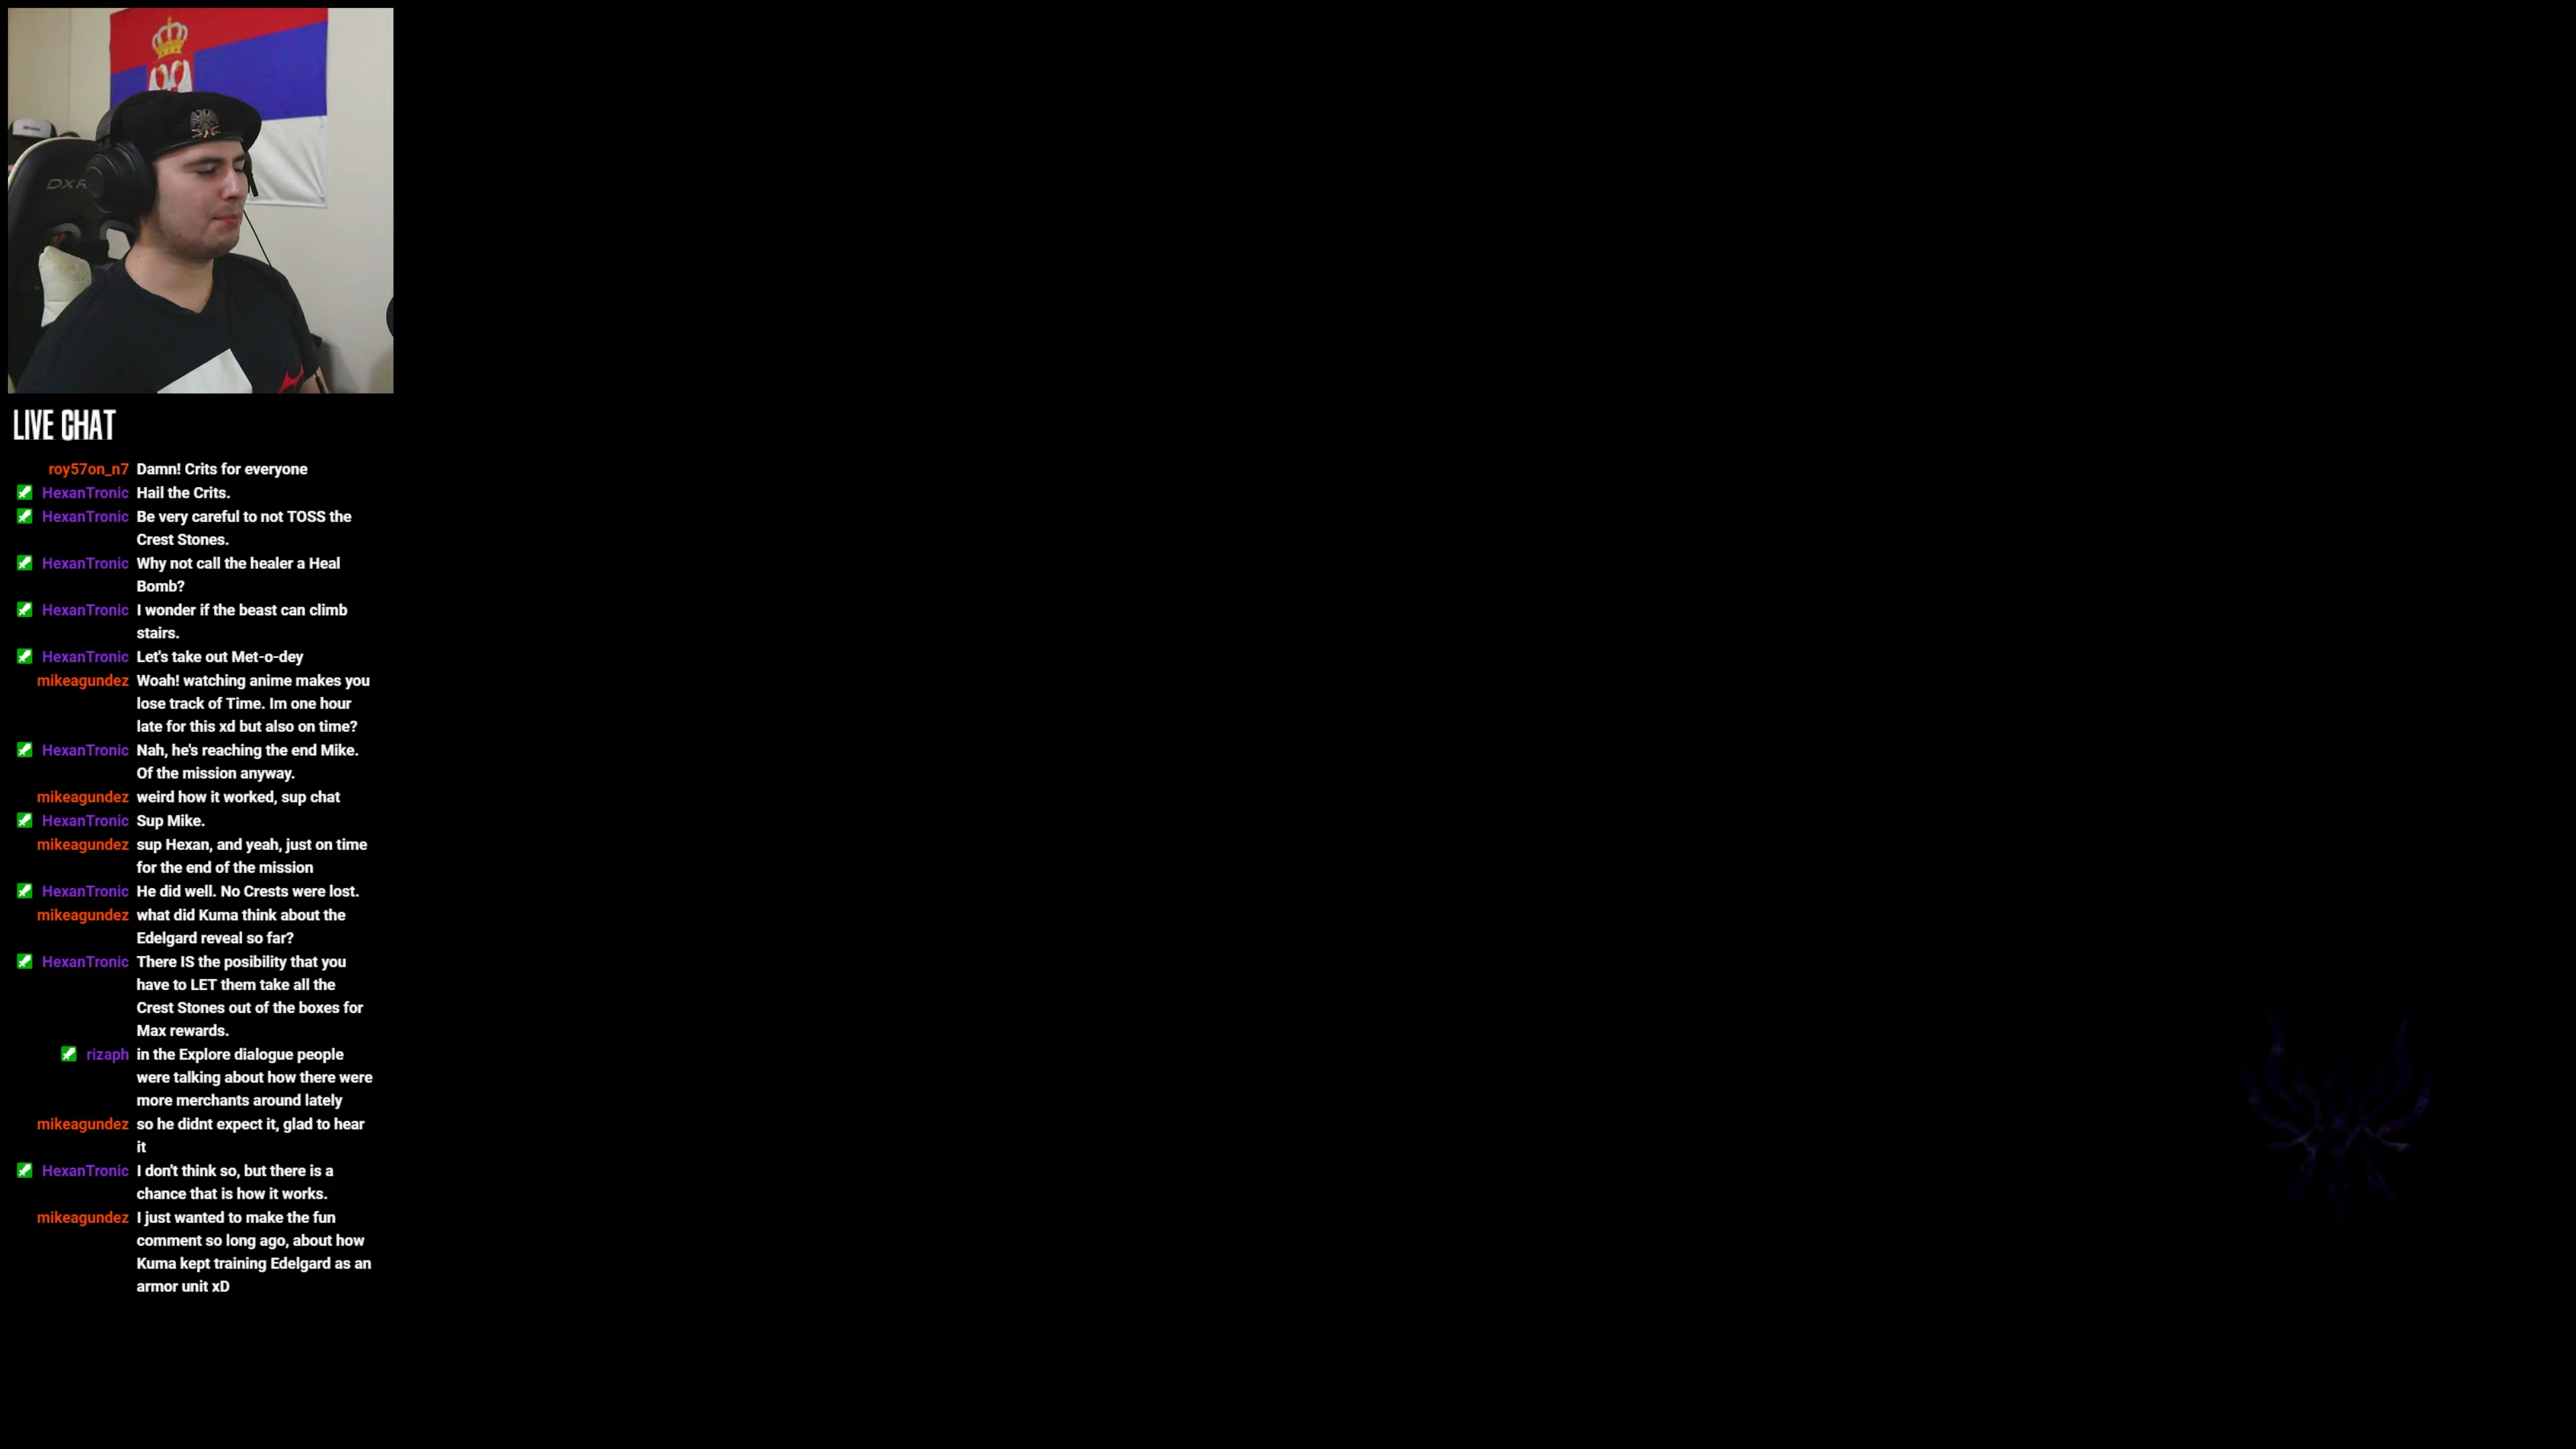 DXR
LIVE CHAT
roy57on_n7 Damn! Crits for everyone
HexanTronic Hail the Crits.
HexanTronic Be very careful to not TOSS the
Crest Stones.
HexanTronic Why not call the healer a Heal
Bomb?
HexanTronic I wonder if the beast can climb
stairs.
HexanTronic Let's take out Met-o-dey
mikeagundez Woah! watching anime makes you
lose track of Time. Im one hour
late for this xd but also on time?
HexanTronic Nah, he's reaching the end Mike.
Of the mission anyway.
mikeagundez weird how it worked, sup chat
HexanTronic Sup Mike.
mikeagundez sup Hexan, and yeah, just on time
for the end of the mission
HexanTronic He did well. No Crests were lost.
mikeagundez what did Kuma think about the
Edelgard reveal so far?
HexanTronic There IS the posibility that you
have to LET them take all the
Crest Stones out of the boxes for
Max rewards.
rizaph in the Explore dialogue people
were talking about how there were
more merchants around lately
mikeagundez so he didnt expect it, glad to hear
it
HexanTronic I don't think so, but there is a
chance that is how it works.
mikeagundez I just wanted to make the fun
comment so long ago, about how
Kuma kept training Edelgard as an
armor unit xD